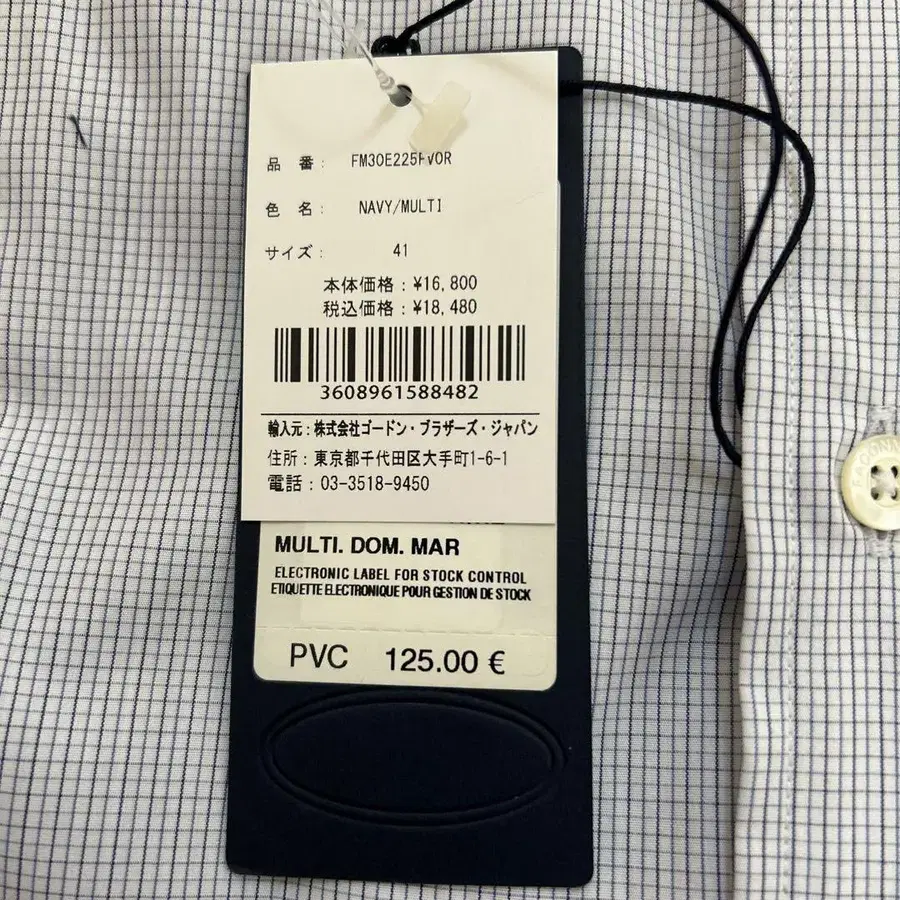 品 番： FM30E225FVOR
色 名： NAVY/MULTI
サイズ： 41
本体価格：¥16,800
税込価格：¥18,480
3608961588482
輸入元：株式会社ゴードン・ブラザーズ・ジャパン
住所：東京都千代田区大手町1-6-1
電話：03-3518-9450
MULTI. DOM. MAR
ELECTRONIC LABEL FOR STOCK CONTROL
ETIQUETTE ELECTRONIQUE POUR GESTION DE STOCK
PVC 125.00 €